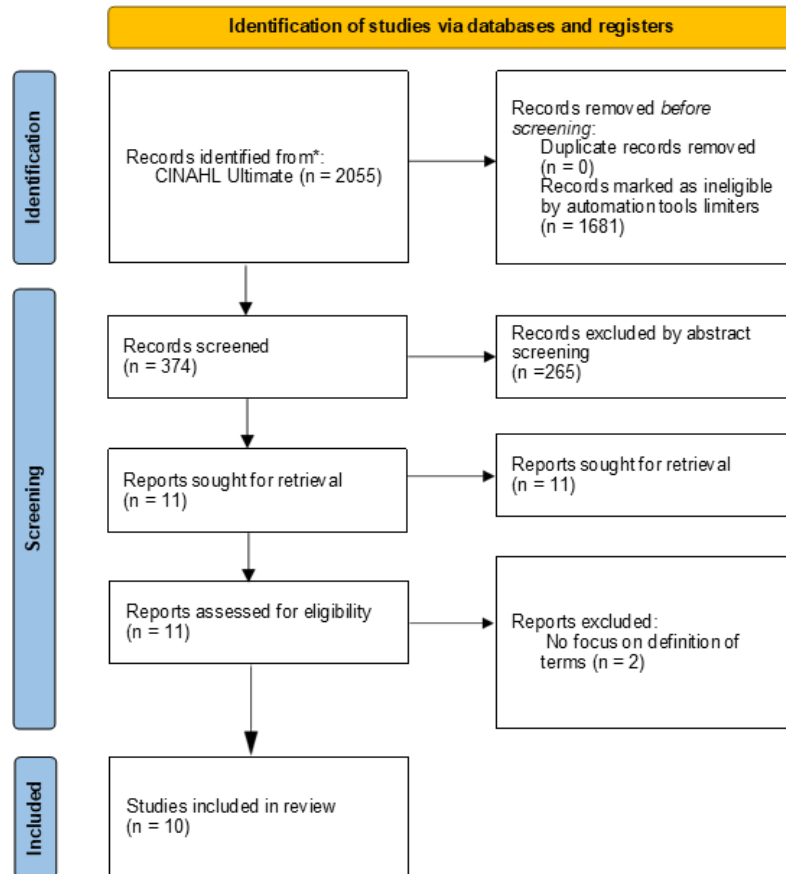 Identification of studies via databases and registers
Identification
Records identified from*:
CINAHL Ultimate (n = 2055)
Records removed before
screening:
Duplicate records removed
(n = 0)
Records marked as ineligible
by automation tools limiters
(n = 1681)
Screening
Records screened
(n = 374)
Records excluded by abstract
screening
(n =265)
Reports sought for retrieval
(n = 11)
Reports sought for retrieval
(n = 11)
Reports assessed for eligibility
(n = 11)
Reports excluded:
No focus on definition of
terms (n = 2)
Included
Studies included in review
(n = 10)